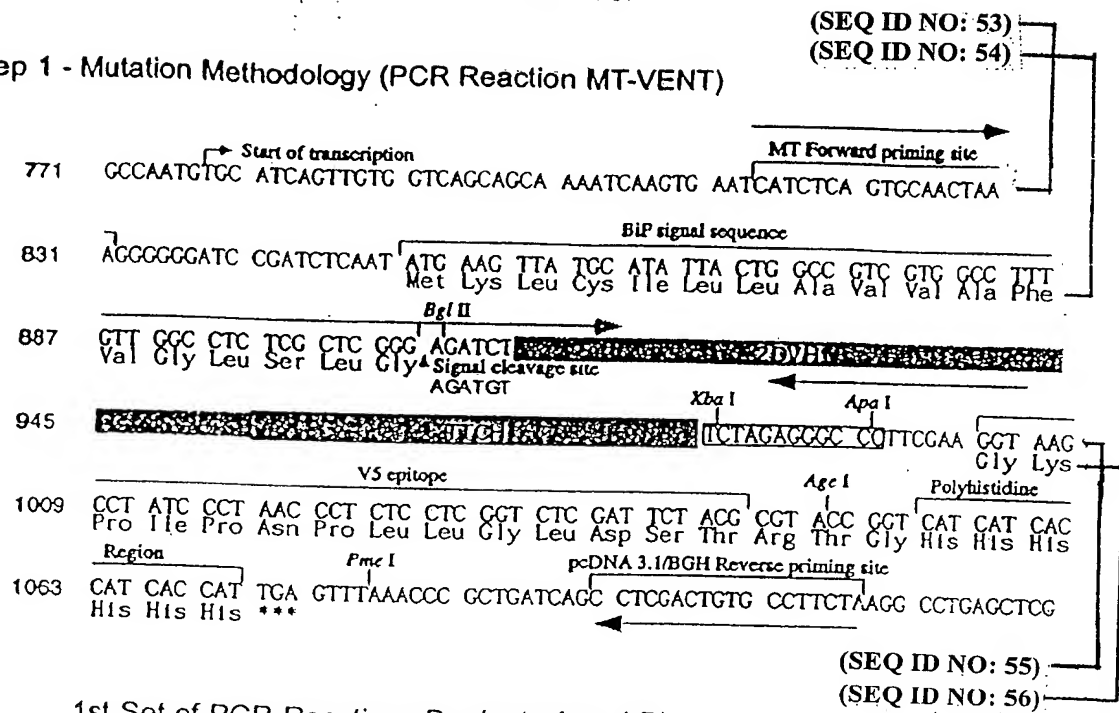 (SEQ ID NO: 53)
(SEQ ID NO: 54)
ep 1 - Mutation Methodology (PCR Reaction MT-VENT)
Start of transcription
MT Forward priming site
771 GCCAATGTGC ATCAGTTGTG GTCAGCAGCA AAATCAAGTG AATCATCTCA GTGCAACTAA
BiP signal sequence
831 AGGGGGGATC CGATCTCAAT ATG AAG TTA TGC ATA TTA CTG GCC GTC GTG GCC TTT
Met Lys Leu Cys Ile Leu Leu Ala Val Val Ala Phe
Bgl II
887 GTT GGC CTC TCG CTC GGG AGATCT 2DVH
Val Gly Leu Ser Leu Gly Signal cleavage site
AGATGT
Xba I Apa I
945 TCTAGAGGGC CC TTCGAA GGT AAG
Gly Lys
V5 epitope Age I Polyhistidine
1009 CCT ATC CCT AAC CCT CTC CTC GGT CTC GAT TCT ACG CGT ACC GGT CAT CAT CAC
Pro Ile Pro Asn Pro Leu Leu Gly Leu Asp Ser Thr Arg Thr Gly His His His
Region Pme I pcDNA 3.1/BGH Reverse priming site
1063 CAT CAC CAT TGA GTTTAAACCC GCTGATCAGC CTCGACTGTG CCTTCTAAGG CCTGAGCTCG
His His His ***
(SEQ ID NO: 55)
(SEQ ID NO: 56)